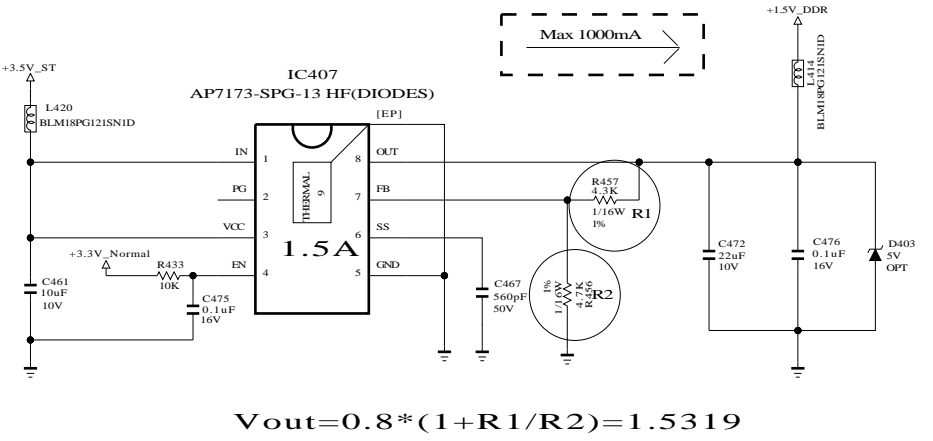 +1.5V_DDR
Max 1000mA
L414
BLM18PG121SN1D
+3.5V_ST
IC407
AP7173-SPG-13 HF(DIODES)
L420
BLM18PG121SN1D
[EP]
IN
1
8
OUT
PG
2
7
FB
VCC
3
6
SS
EN
4
5
GND
THERMAL
9
1.5A
R457
4.3K
1/16W
1%
R1
+3.3V_Normal
R433
10K
C461
10uF
10V
C475
0.1uF
16V
C467
560pF
50V
1%
1/16W
4.7K
R456
R2
C472
22uF
10V
C476
0.1uF
16V
D403
5V
OPT
Vout=0.8*(1+R1/R2)=1.5319